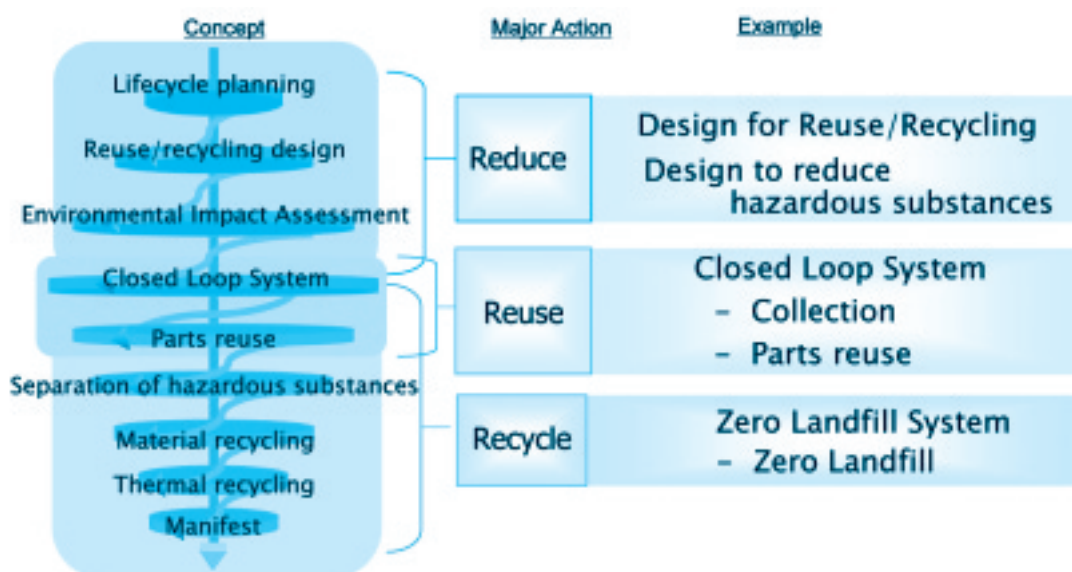 Concept
Major Action
Example
Lifecycle planning
Reuse/recycling design
Environmental Impact Assessment
Closed Loop System
Parts reuse
Separation of hazardous substances
Material recycling
Thermal recycling
Manifest
Reduce
Design for Reuse/Recycling
Design to reduce
hazardous substances
Reuse
Closed Loop System
– Collection
– Parts reuse
Recycle
Zero Landfill System
– Zero Landfill